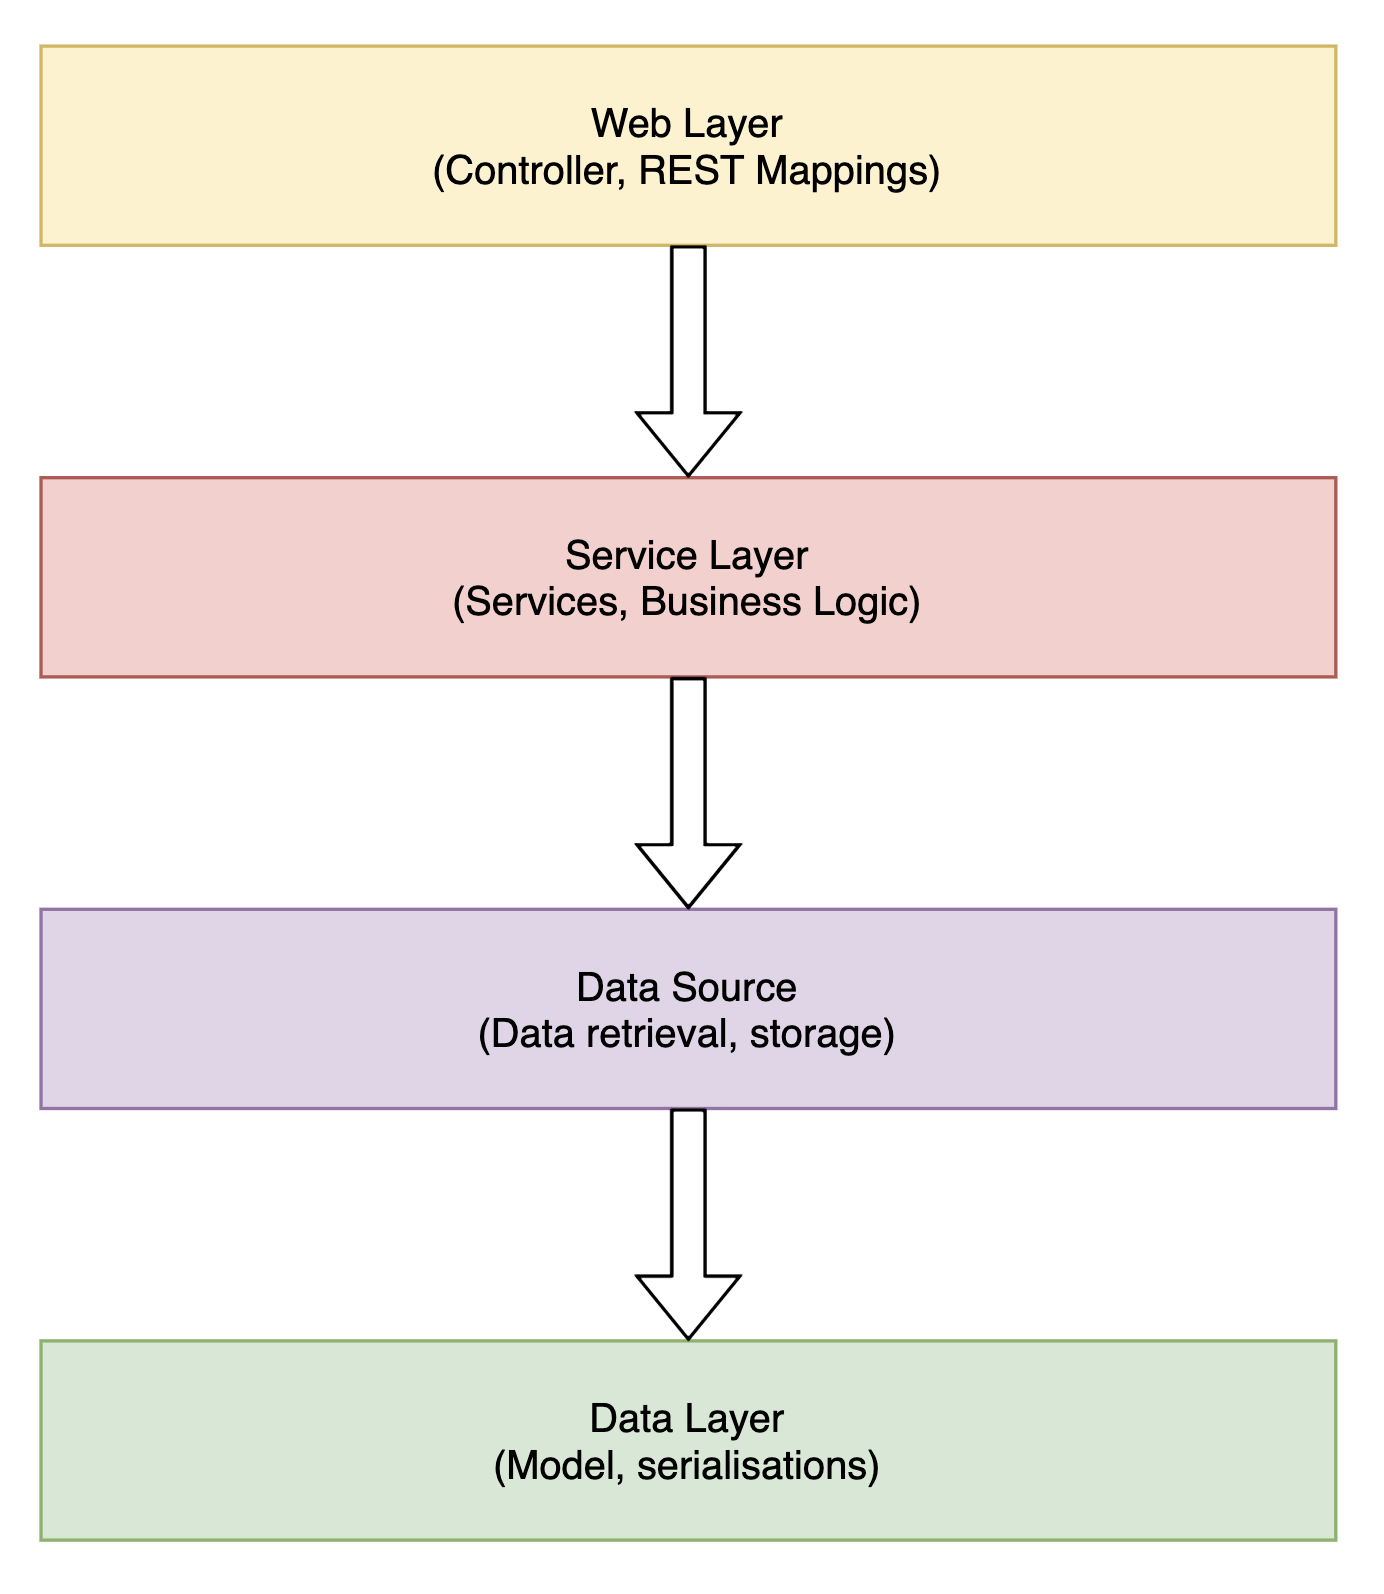 Web Layer
(Controller, REST Mappings)
Service Layer
(Services, Business Logic)
Data Source
(Data retrieval, storage)
Data Layer
(Model, serialisations)